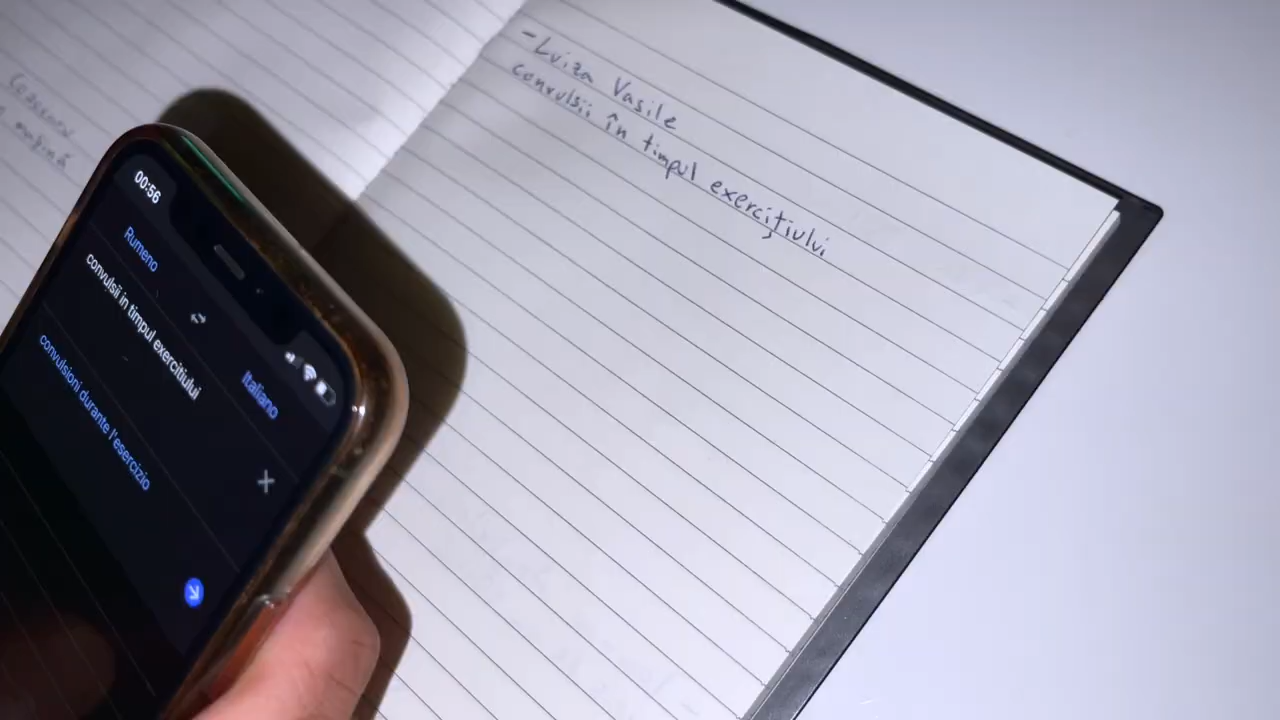 - Luiza Vasile
convulsii în timpul exercițiului
00:56
Rumeno
Italiano
convulsii in timpul exercitiului
convulsioni durante l'esercizio